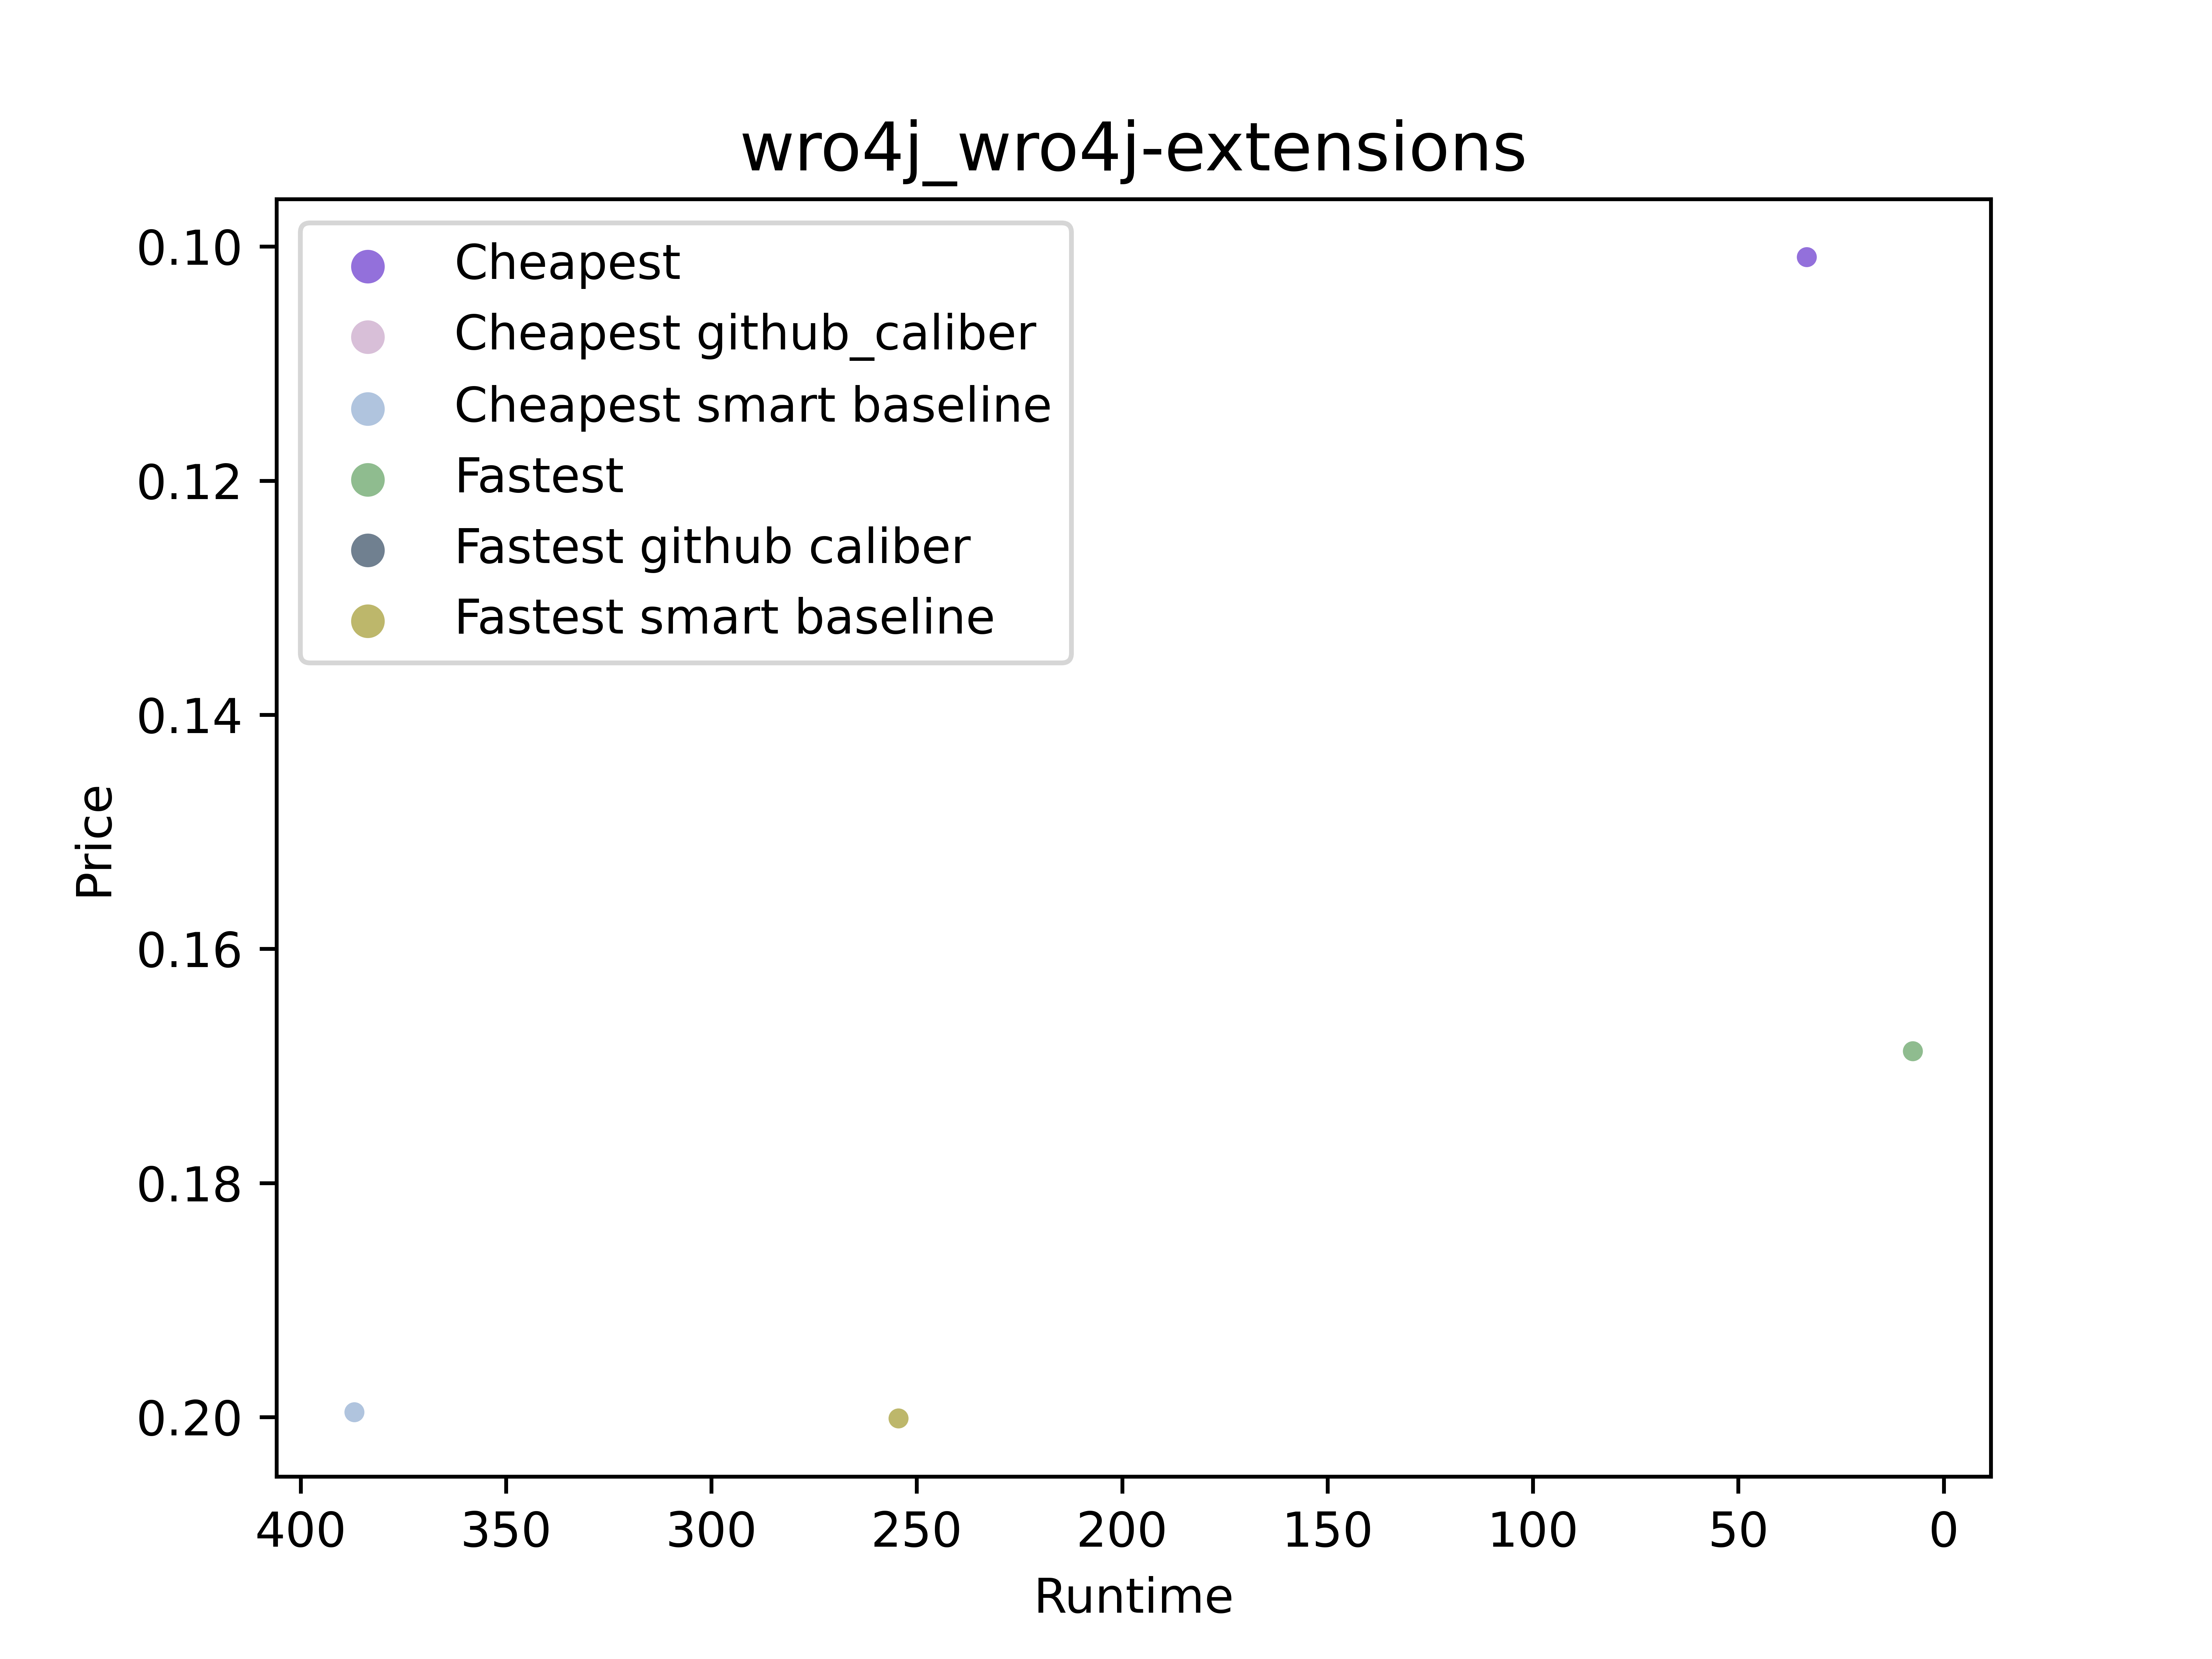 wro4j_wro4j-extensions
Cheapest
Cheapest github_caliber
Cheapest smart baseline
Fastest
Fastest github caliber
Fastest smart baseline
0.10
0.12
0.14
0.16
0.18
0.20
Price
400 350 300 250 200 150 100 50 0
Runtime